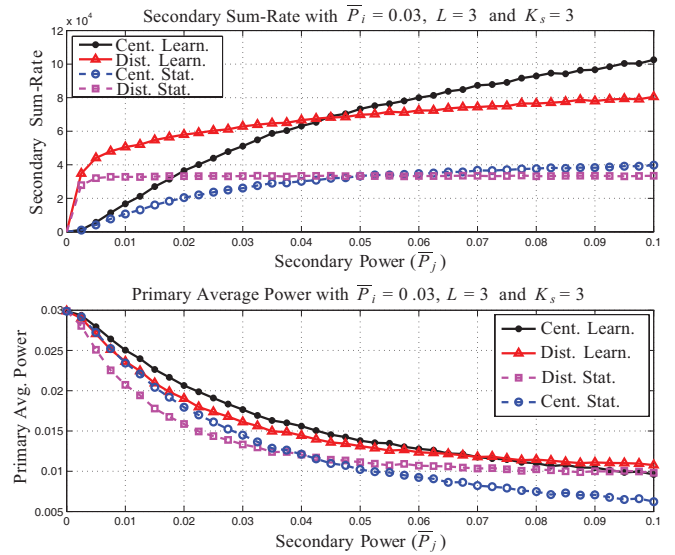 Secondary Sum-Rate with P̅i = 0.03, L = 3 and Ks = 3
x 10^4
12
10
8
6
4
2
0
Secondary Sum-Rate
Cent. Learn.
Dist. Learn.
Cent. Stat.
Dist. Stat.
0 0.01 0.02 0.03 0.04 0.05 0.06 0.07 0.08 0.09 0.1
Secondary Power (P̅j)
Primary Average Power with P̅i = 0.03, L = 3 and Ks = 3
0.03
0.025
0.02
0.015
0.01
0.005
0
Primary Avg. Power
Cent. Learn.
Dist. Learn.
Dist. Stat.
Cent. Stat.
0 0.01 0.02 0.03 0.04 0.05 0.06 0.07 0.08 0.09 0.1
Secondary Power (P̅j)